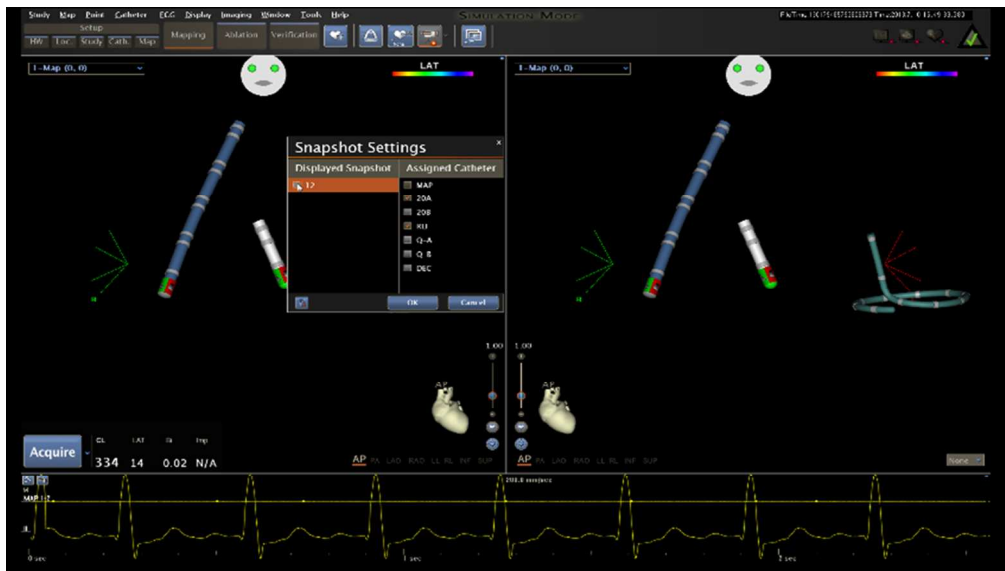 Study Map Point Catheter ECG Display Imaging Window Tools Help
SIMULATION MODE
Setup
HW Loc. Study Cath. Map
Mapping
Ablation
Verification
1-Map (0, 0)
LAT
1-Map (0, 0)
LAT
Snapshot Settings
Displayed Snapshot Assigned Catheter
12
MAP
20A
20B
DEC
OK Cancel
1.00
1.00
AP
AP
Acquire
CL LAT Imp
334 14 0.02 N/A
AP PA LAO RAO LL RL INF SUP
AP PA LAO RAO LL RL INF SUP
None
MAP 1-2
0 sec
1 sec
2 sec